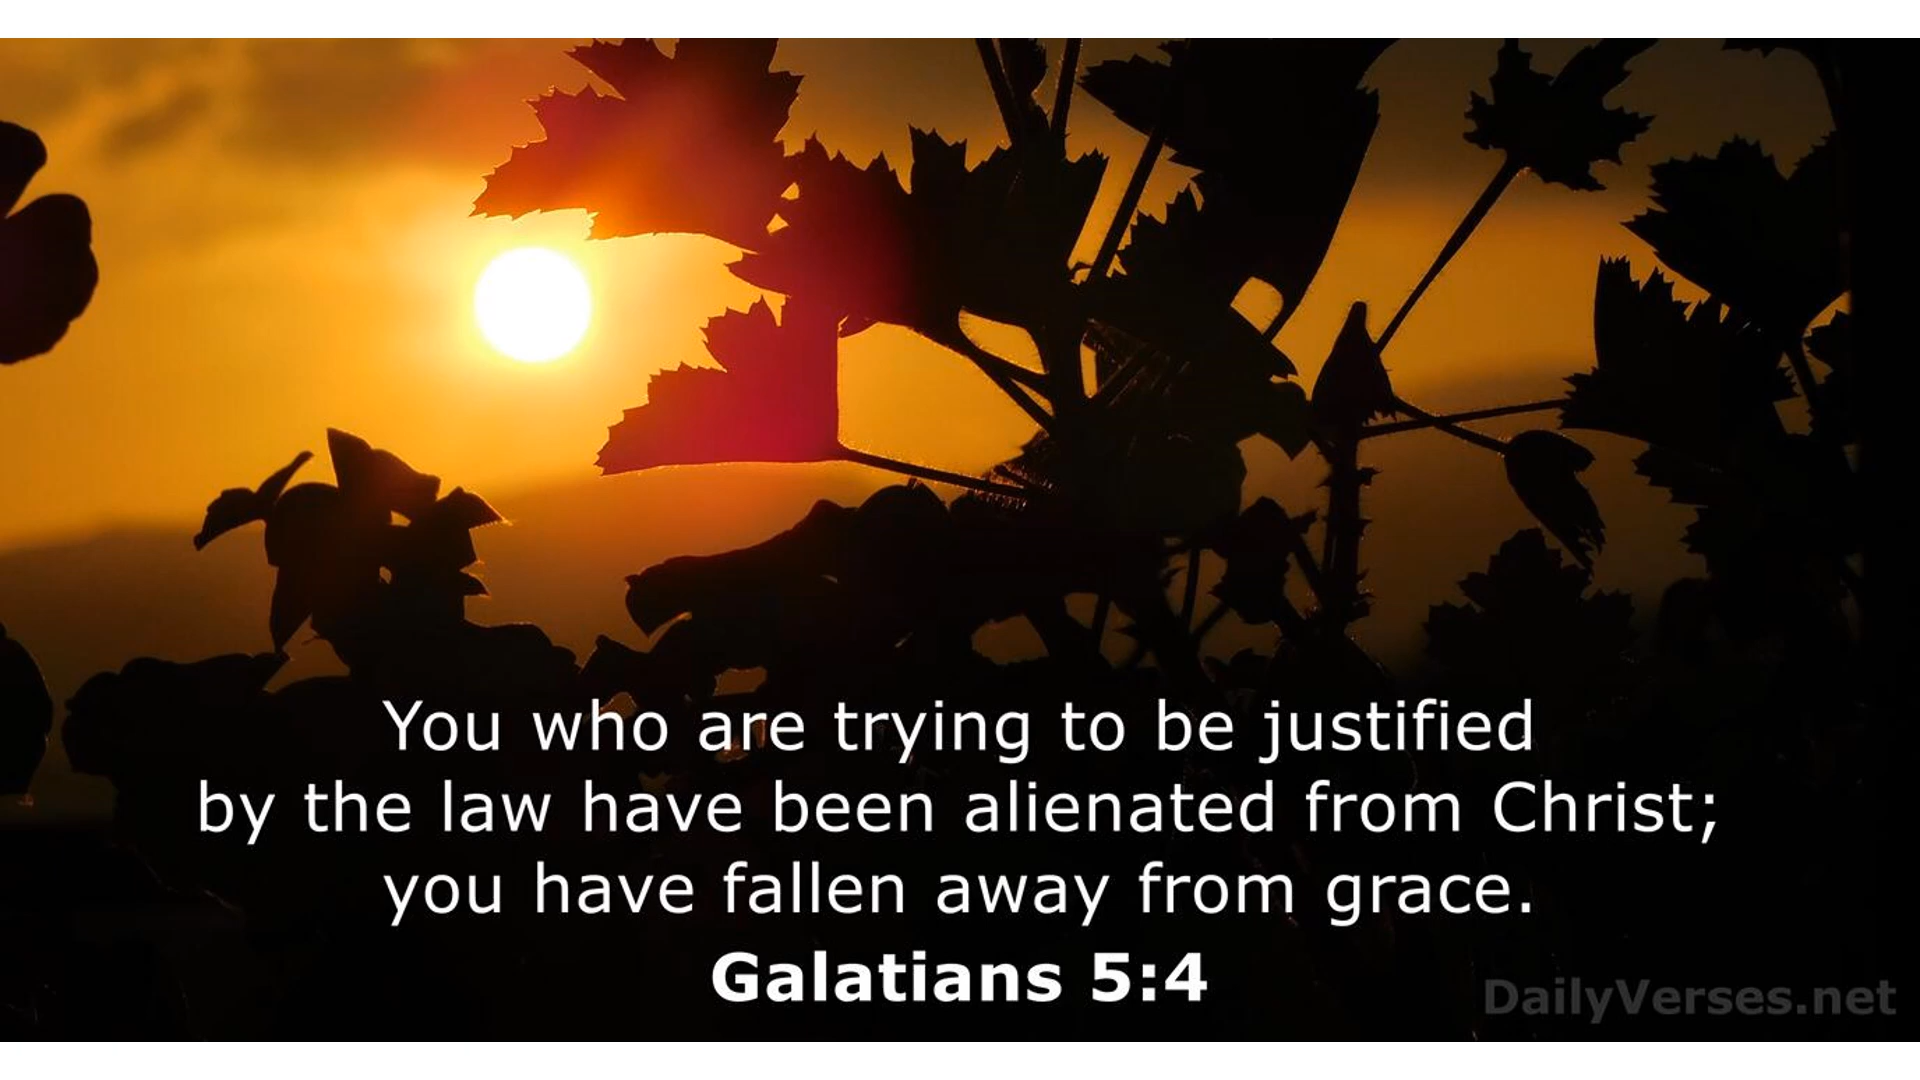 You who are trying to be justified
by the law have been alienated from Christ;
you have fallen away from grace.
Galatians 5:4
DailyVerses.net